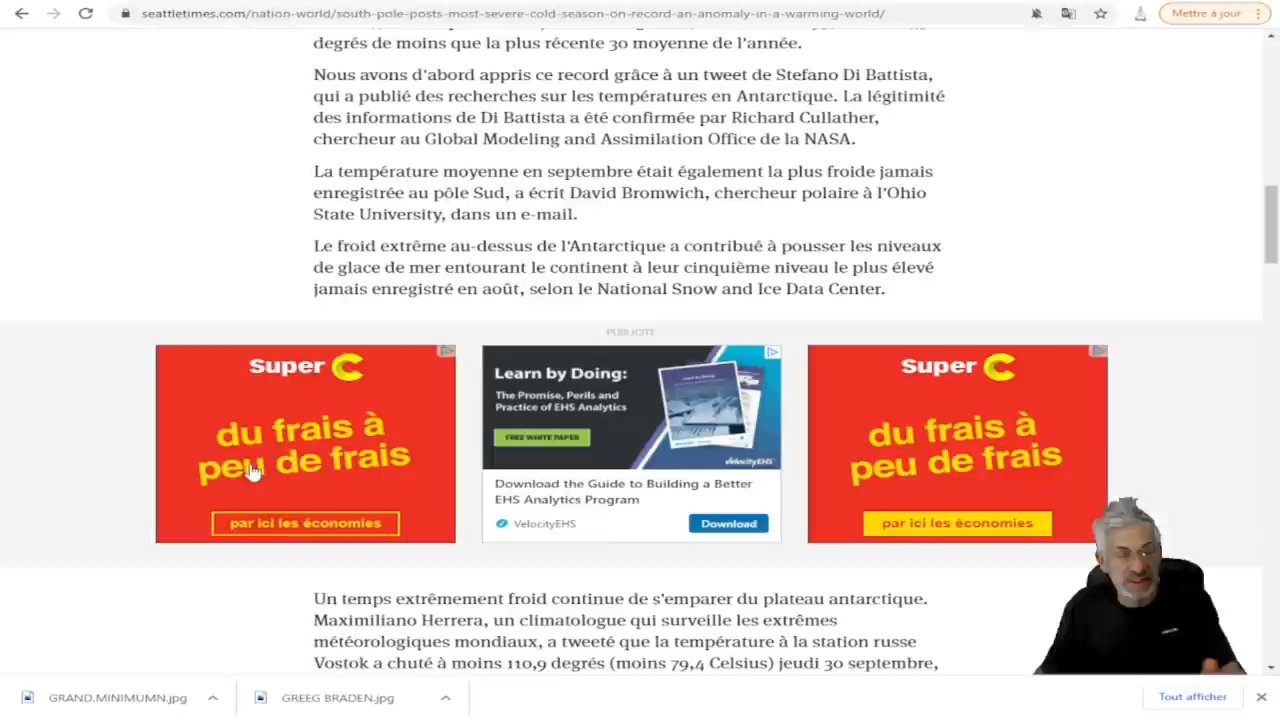 seattletimes.com/nation-world/south-pole-posts-most-severe-cold-season-on-record-an-anomaly-in-a-warming-world/
Mettre à jour
degrés de moins que la plus récente 30 moyenne de l'année.
Nous avons d'abord appris ce record grâce à un tweet de Stefano Di Battista,
qui a publié des recherches sur les températures en Antarctique. La légitimité
des informations de Di Battista a été confirmée par Richard Cullather,
chercheur au Global Modeling and Assimilation Office de la NASA.
La température moyenne en septembre était également la plus froide jamais
enregistrée au pôle Sud, a écrit David Bromwich, chercheur polaire à l'Ohio
State University, dans un e-mail.
Le froid extrême au-dessus de l'Antarctique a contribué à pousser les niveaux
de glace de mer entourant le continent à leur cinquième niveau le plus élevé
jamais enregistré en août, selon le National Snow and Ice Data Center.
PUBLICITÉ
Super C
du frais à
peu de frais
par ici les économies
Learn by Doing:
The Promise, Perils and
Practice of EHS Analytics
FREE WHITE PAPER
VelocityEHS
Download the Guide to Building a Better
EHS Analytics Program
VelocityEHS
Download
Super C
du frais à
peu de frais
par ici les économies
Un temps extrêmement froid continue de s'emparer du plateau antarctique.
Maximiliano Herrera, un climatologue qui surveille les extrêmes
météorologiques mondiaux, a tweeté que la température à la station russe
Vostok a chuté à moins 110,9 degrés (moins 79,4 Celsius) jeudi 30 septembre,
GRAND.MINIMUMN.jpg
GREEG BRADEN.jpg
Tout afficher